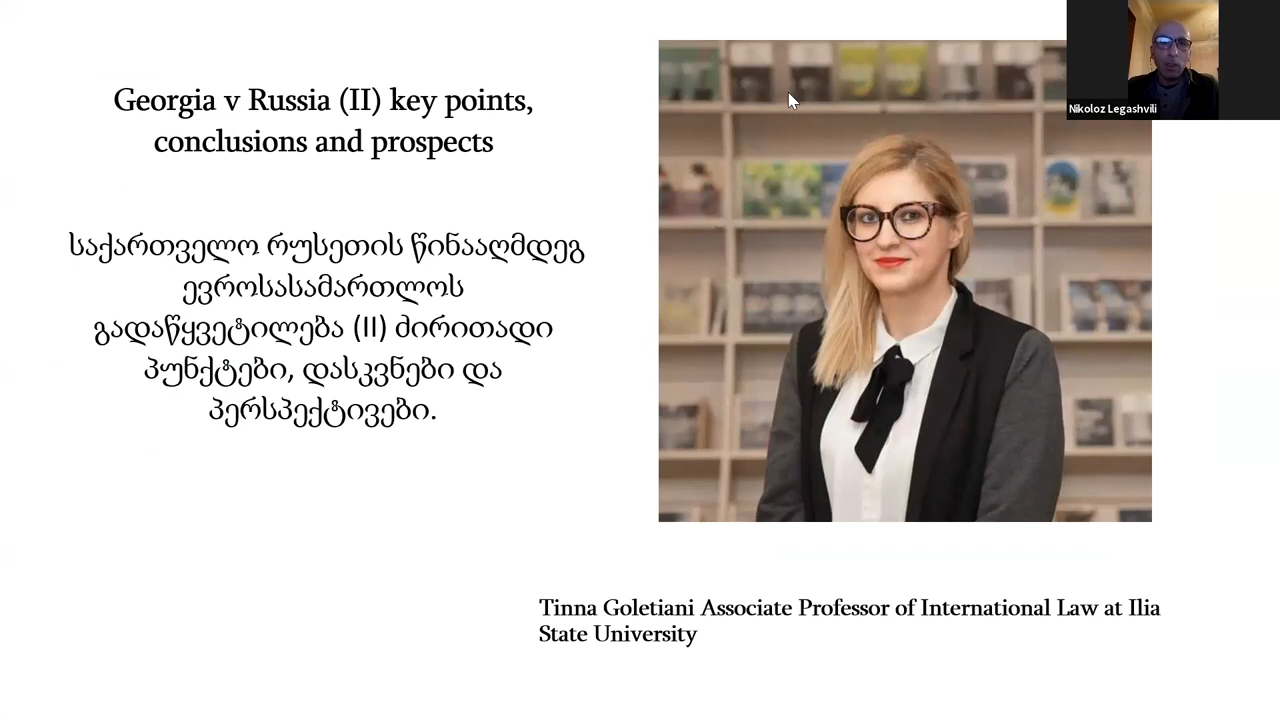 Georgia v Russia (II) key points,
conclusions and prospects
საქართველო რუსეთის წინააღმდეგ
ევროსასამართლოს
გადაწყვეტილება (II) ძირითადი
პუნქტები, დასკვნები და
პერსპექტივები.
Nikoloz Legashvili
Tinna Goletiani Associate Professor of International Law at Ilia
State University